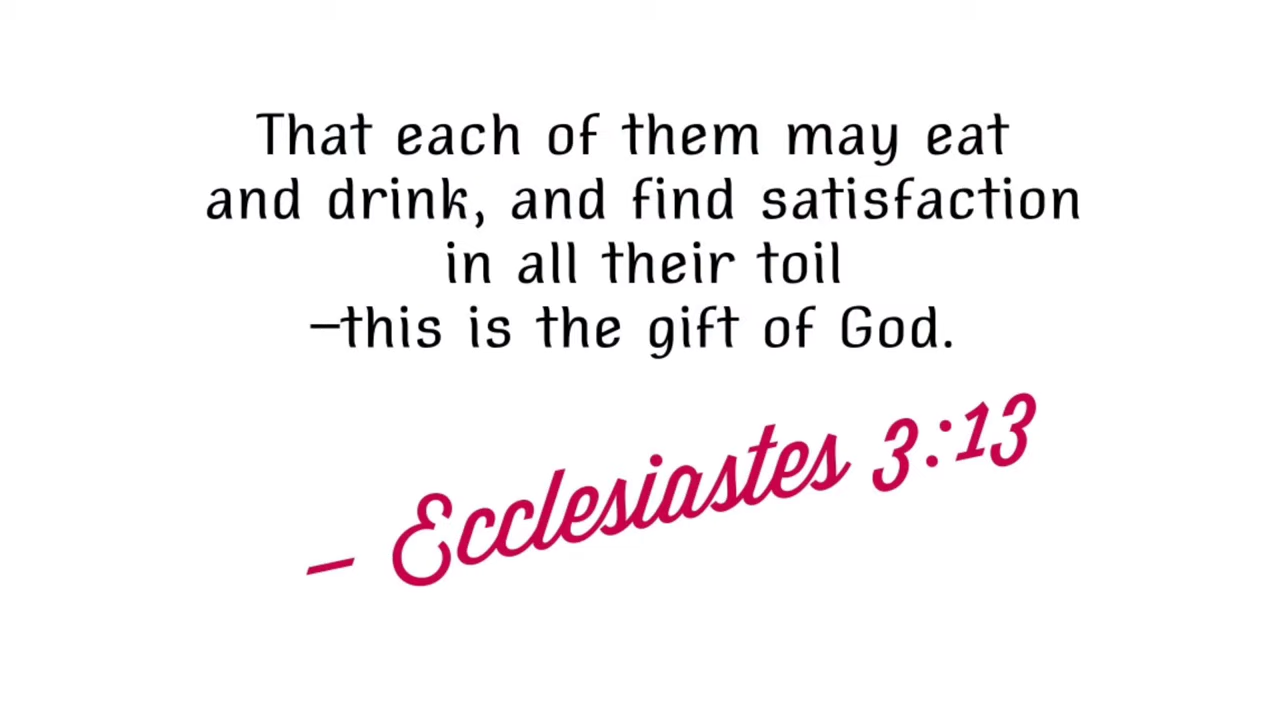 That each of them may eat
and drink, and find satisfaction
in all their toil
—this is the gift of God.
– Ecclesiastes 3:13